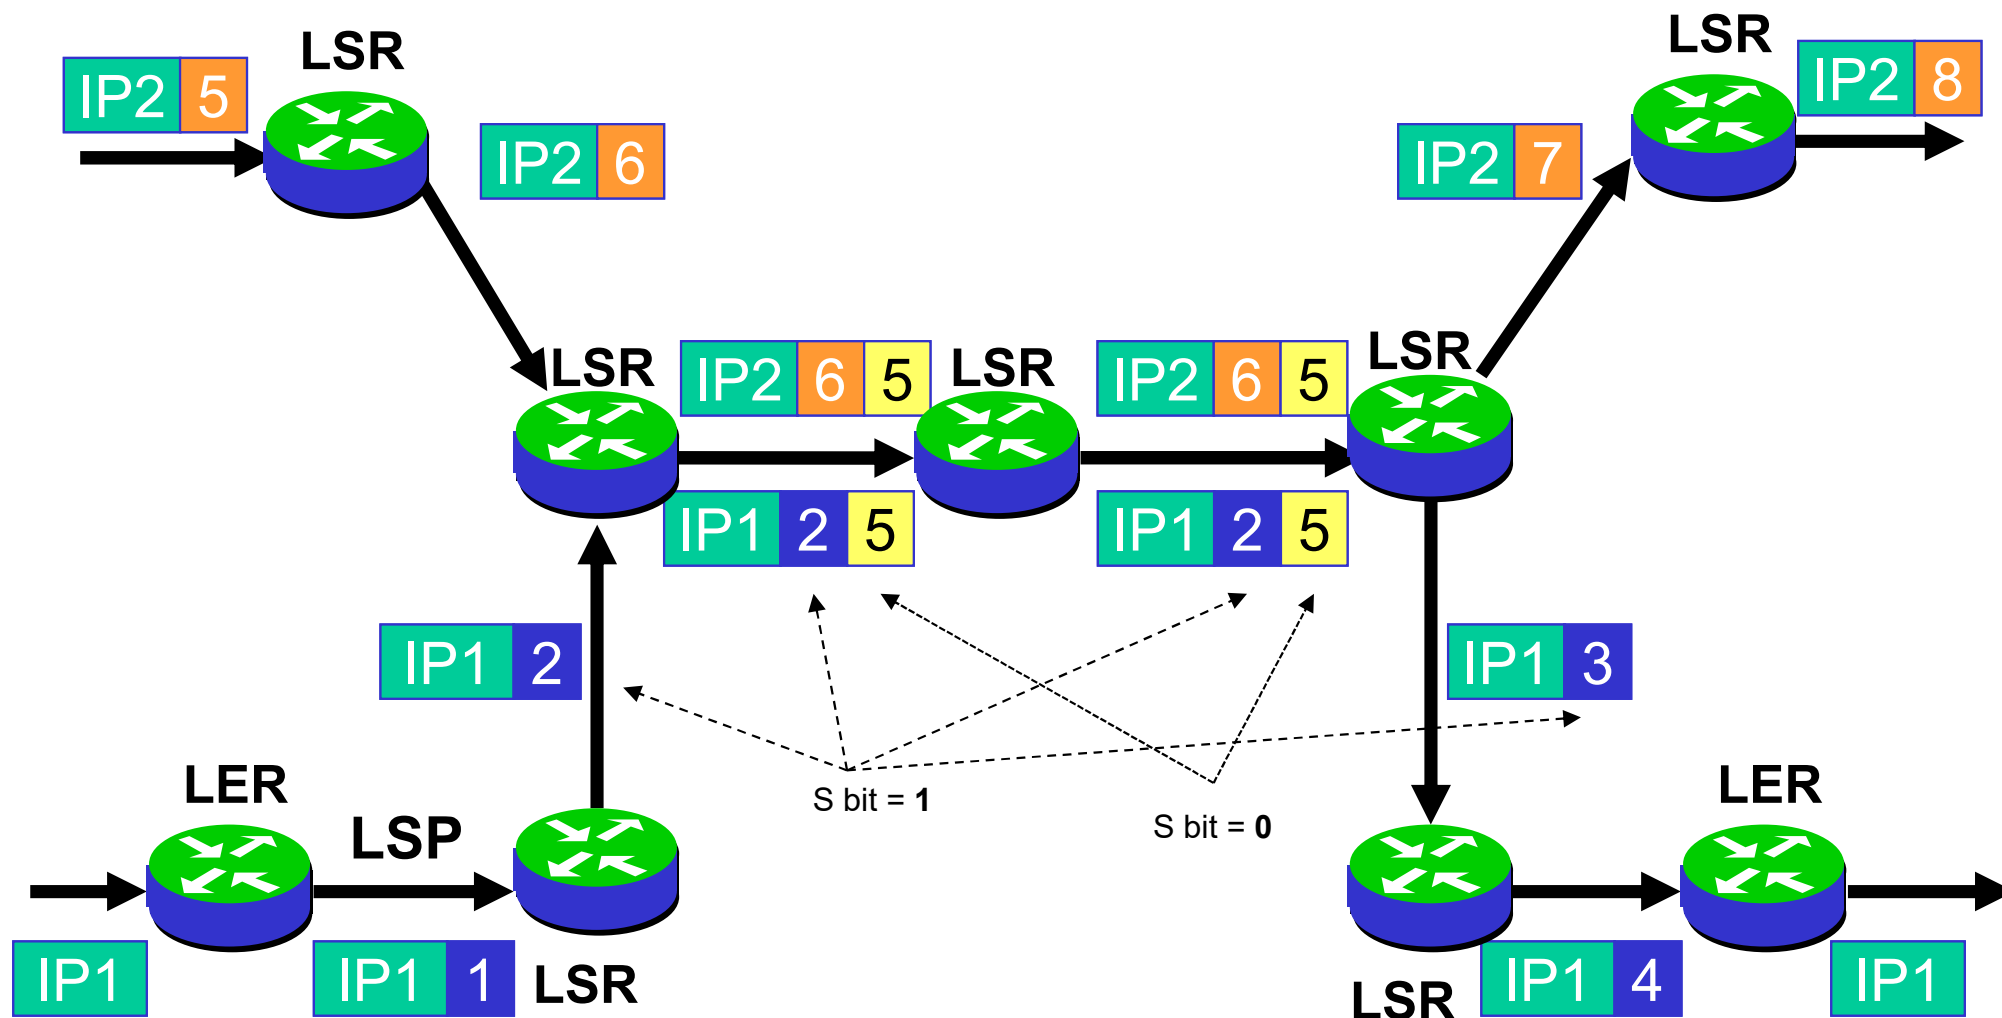 LSR
LSR
IP2 5
IP2 8
IP2 6
IP2 7
LSR
IP2 6 5
LSR
IP2 6 5
LSR
IP1 2 5
IP1 2 5
IP1 2
IP1 3
LER
LSP
S bit = 1
S bit = 0
LER
IP1
IP1 1
LSR
LSR
IP1 4
IP1